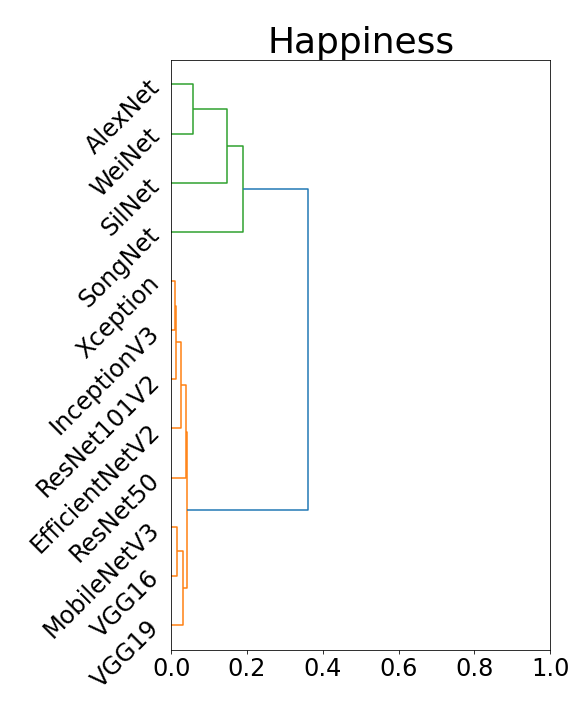 Happiness
AlexNet
WeiNet
SilNet
SongNet
Xception
InceptionV3
ResNet101V2
EfficientNetV2
ResNet50
MobileNetV3
VGG16
VGG19
0.0 0.2 0.4 0.6 0.8 1.0